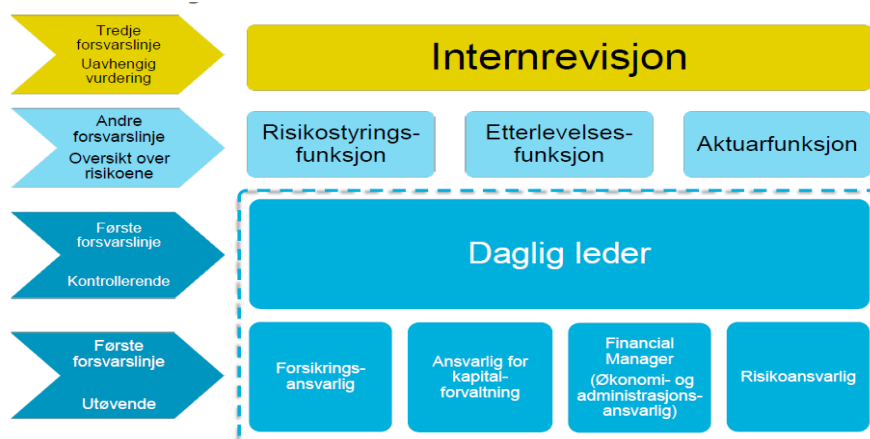 Tredje
forsvarslinje
Uavhengig
vurdering
Internrevisjon
Andre
forsvarslinje
Oversikt over
risikoene
Risikostyrings-
funksjon
Etterlevelses-
funksjon
Aktuarfunksjon
Første
forsvarslinje
Kontrollerende
Daglig leder
Første
forsvarslinje
Utøvende
Forsikrings-
ansvarlig
Ansvarlig for
kapital-
forvaltning
Financial
Manager
(Økonomi- og
administrasjons-
ansvarlig)
Risikoansvarlig